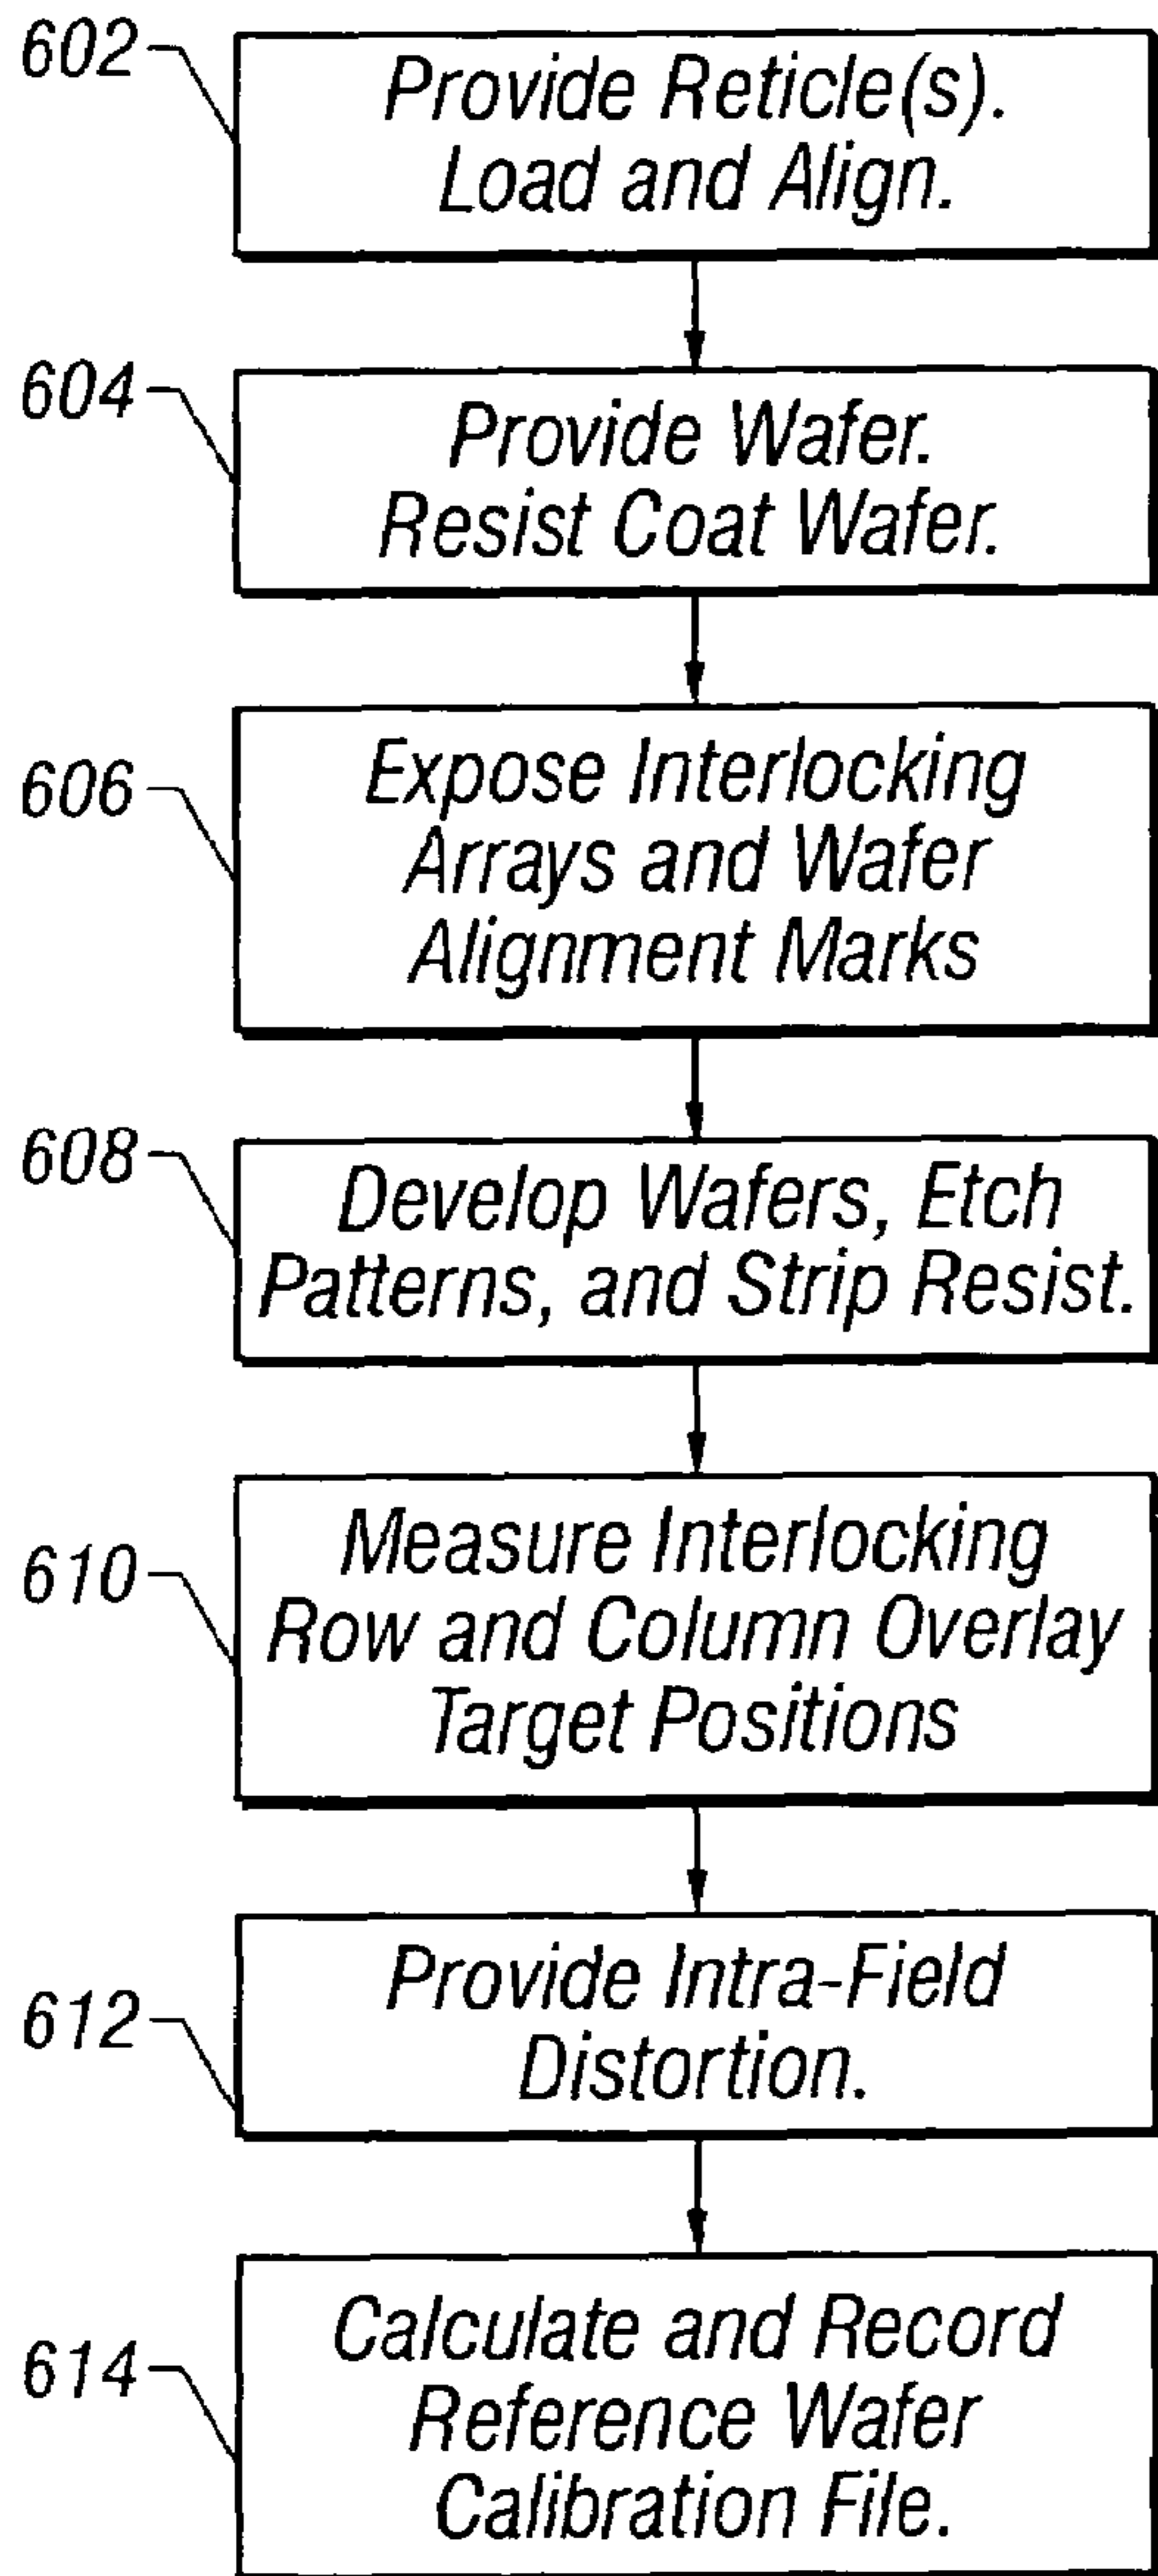 602
Provide Reticle(s).
Load and Align.
604
Provide Wafer.
Resist Coat Wafer.
606
Expose Interlocking
Arrays and Wafer
Alignment Marks
608
Develop Wafers, Etch
Patterns, and Strip Resist.
610
Measure Interlocking
Row and Column Overlay
Target Positions
612
Provide Intra-Field
Distortion.
614
Calculate and Record
Reference Wafer
Calibration File.